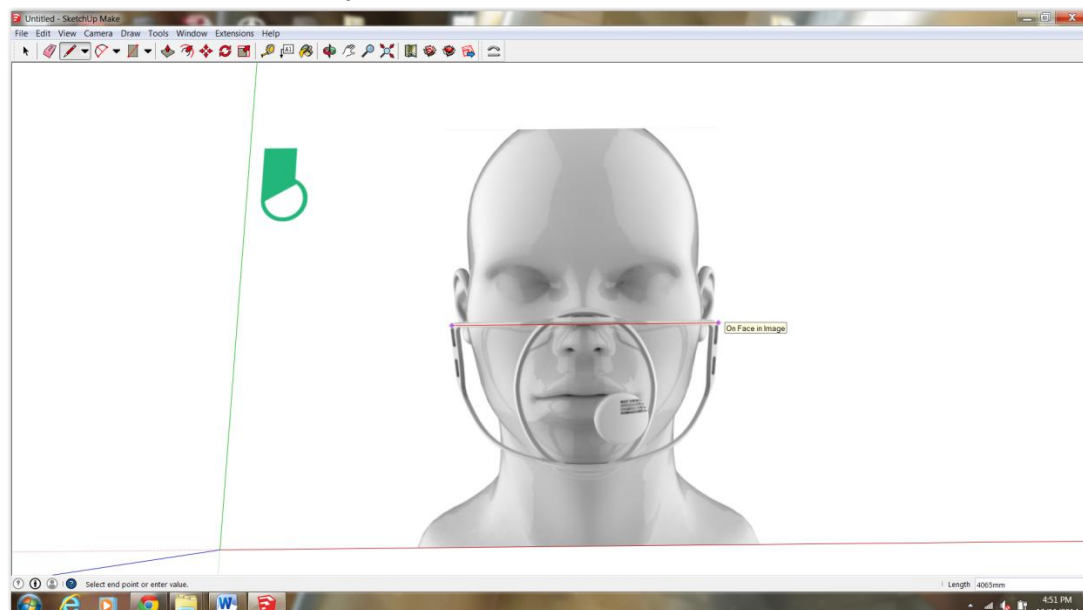 Untitled - SketchUp Make
File Edit View Camera Draw Tools Window Extensions Help
A1
On Face in Image
Select end point or enter value.
Length 4065mm
W
4:51 PM